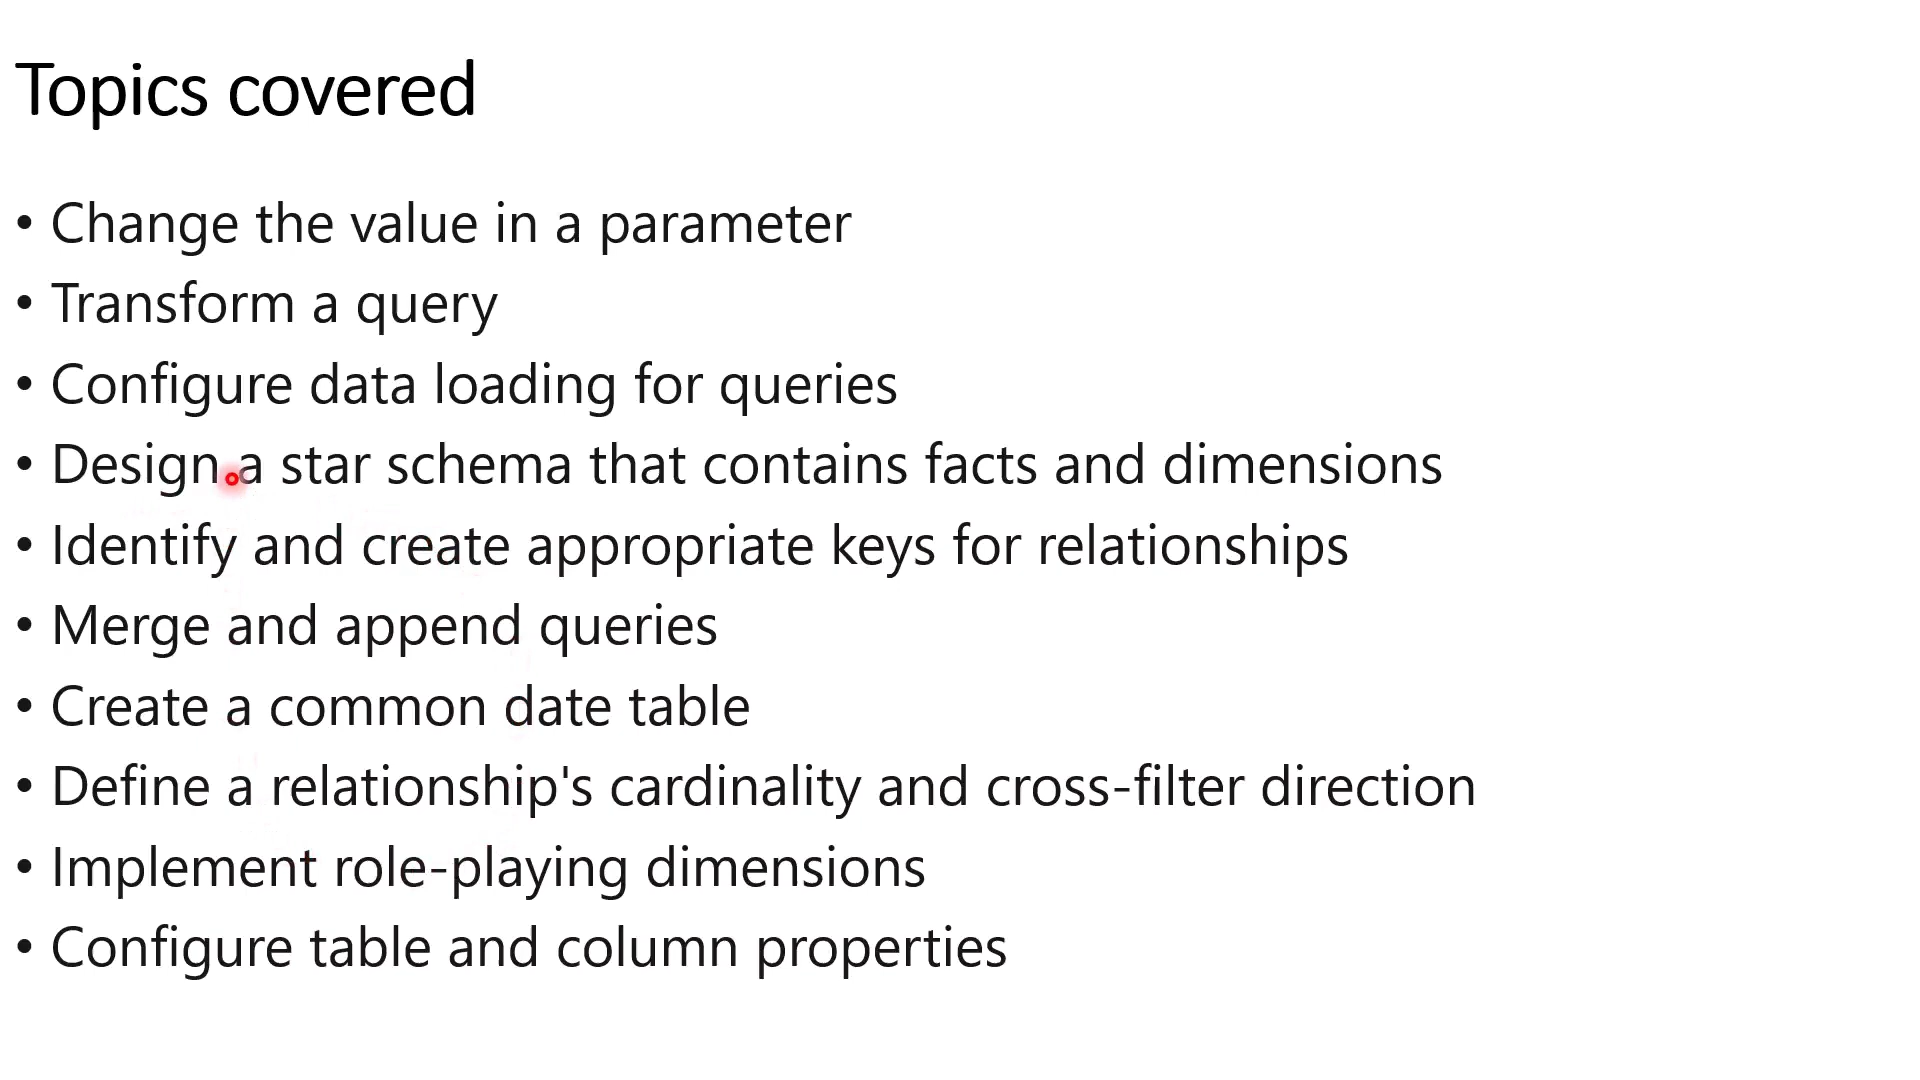 Topics covered
• Change the value in a parameter
• Transform a query
• Configure data loading for queries
• Design a star schema that contains facts and dimensions
• Identify and create appropriate keys for relationships
• Merge and append queries
• Create a common date table
• Define a relationship's cardinality and cross-filter direction
• Implement role-playing dimensions
• Configure table and column properties